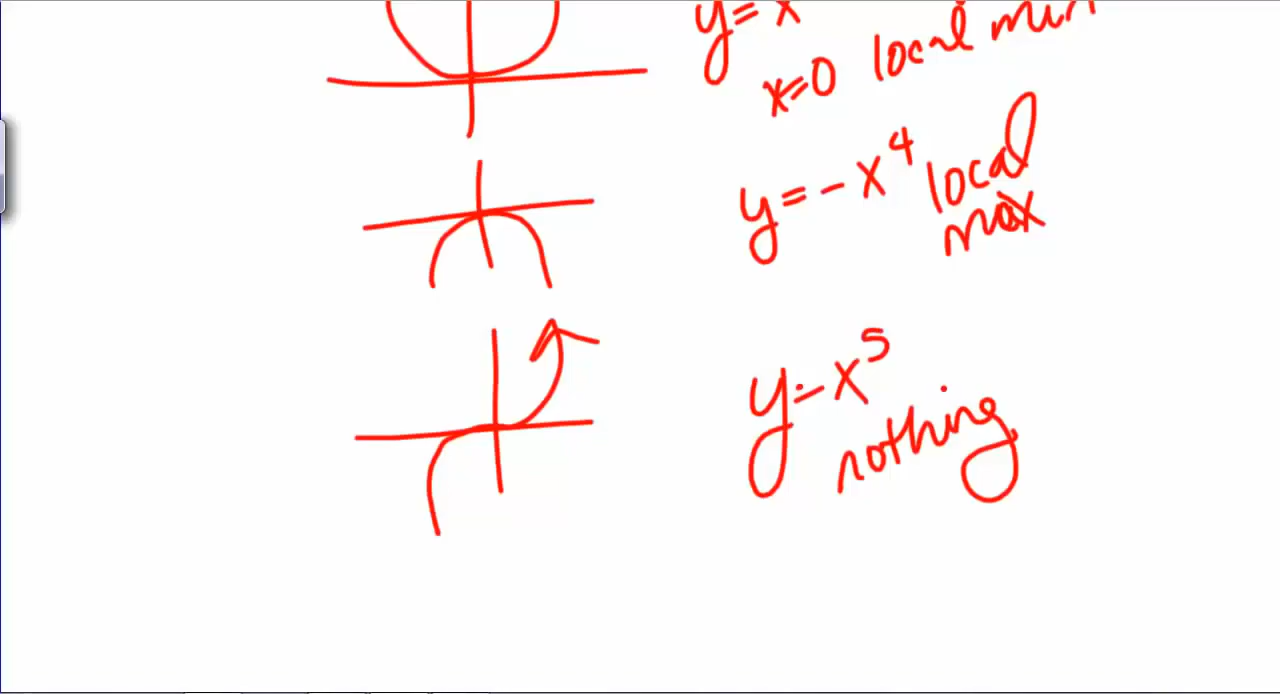 y=x
x=0 local min
y=-x⁴ local
max
y=x⁵
nothing